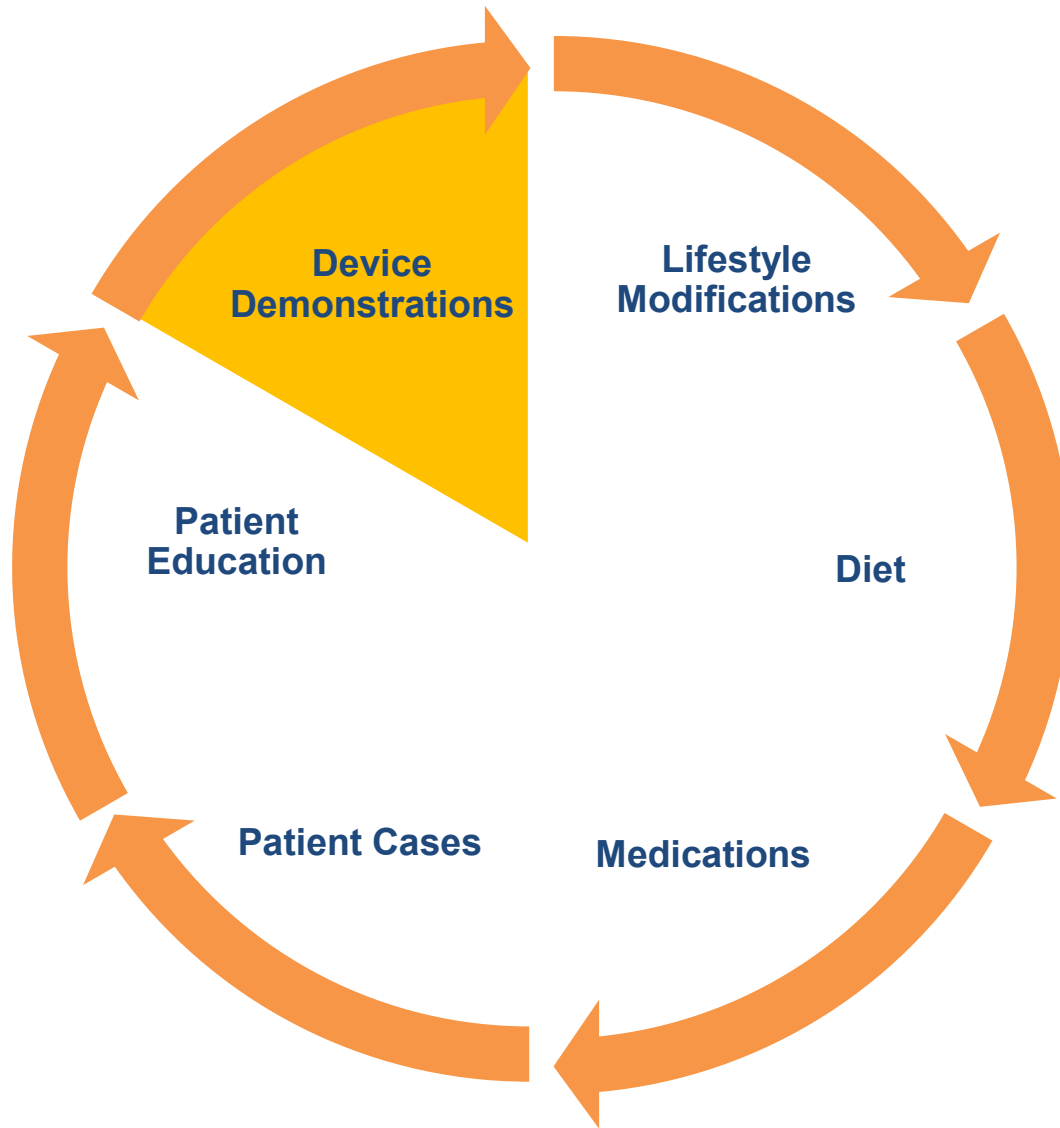 Device
Demonstrations
Lifestyle
Modifications
Patient
Education
Diet
Patient Cases
Medications